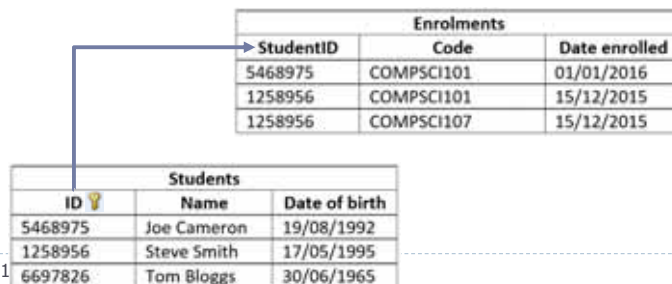 Enrolments
StudentID Code Date enrolled
5468975 COMPSCI101 01/01/2016
1258956 COMPSCI101 15/12/2015
1258956 COMPSCI107 15/12/2015
Students
ID Name Date of birth
5468975 Joe Cameron 19/08/1992
1258956 Steve Smith 17/05/1995
1 6697826 Tom Bloggs 30/06/1965